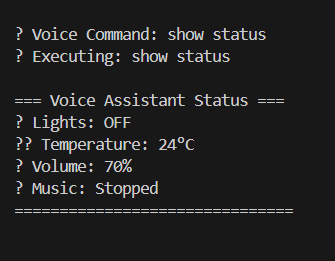 ? Voice Command: show status
? Executing: show status
=== Voice Assistant Status ===
? Lights: OFF
?? Temperature: 24°C
? Volume: 70%
? Music: Stopped
===============================